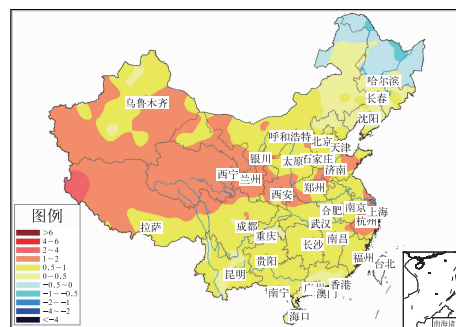 哈尔滨
长春
乌鲁木齐
沈阳
呼和浩特
北京
天津
银川
太原
石家庄
济南
西宁
兰州
西安
郑州
拉萨
成都
重庆
合肥
南京
上海
杭州
武汉
南昌
长沙
贵阳
福州
台北
昆明
南宁
香港
澳门
海口
图例
>6
4~6
2~4
1~2
0.5~1
0~0.5
-0.5~0
-1~-0.5
-2~-1
-4~-2
<-4
南海诸